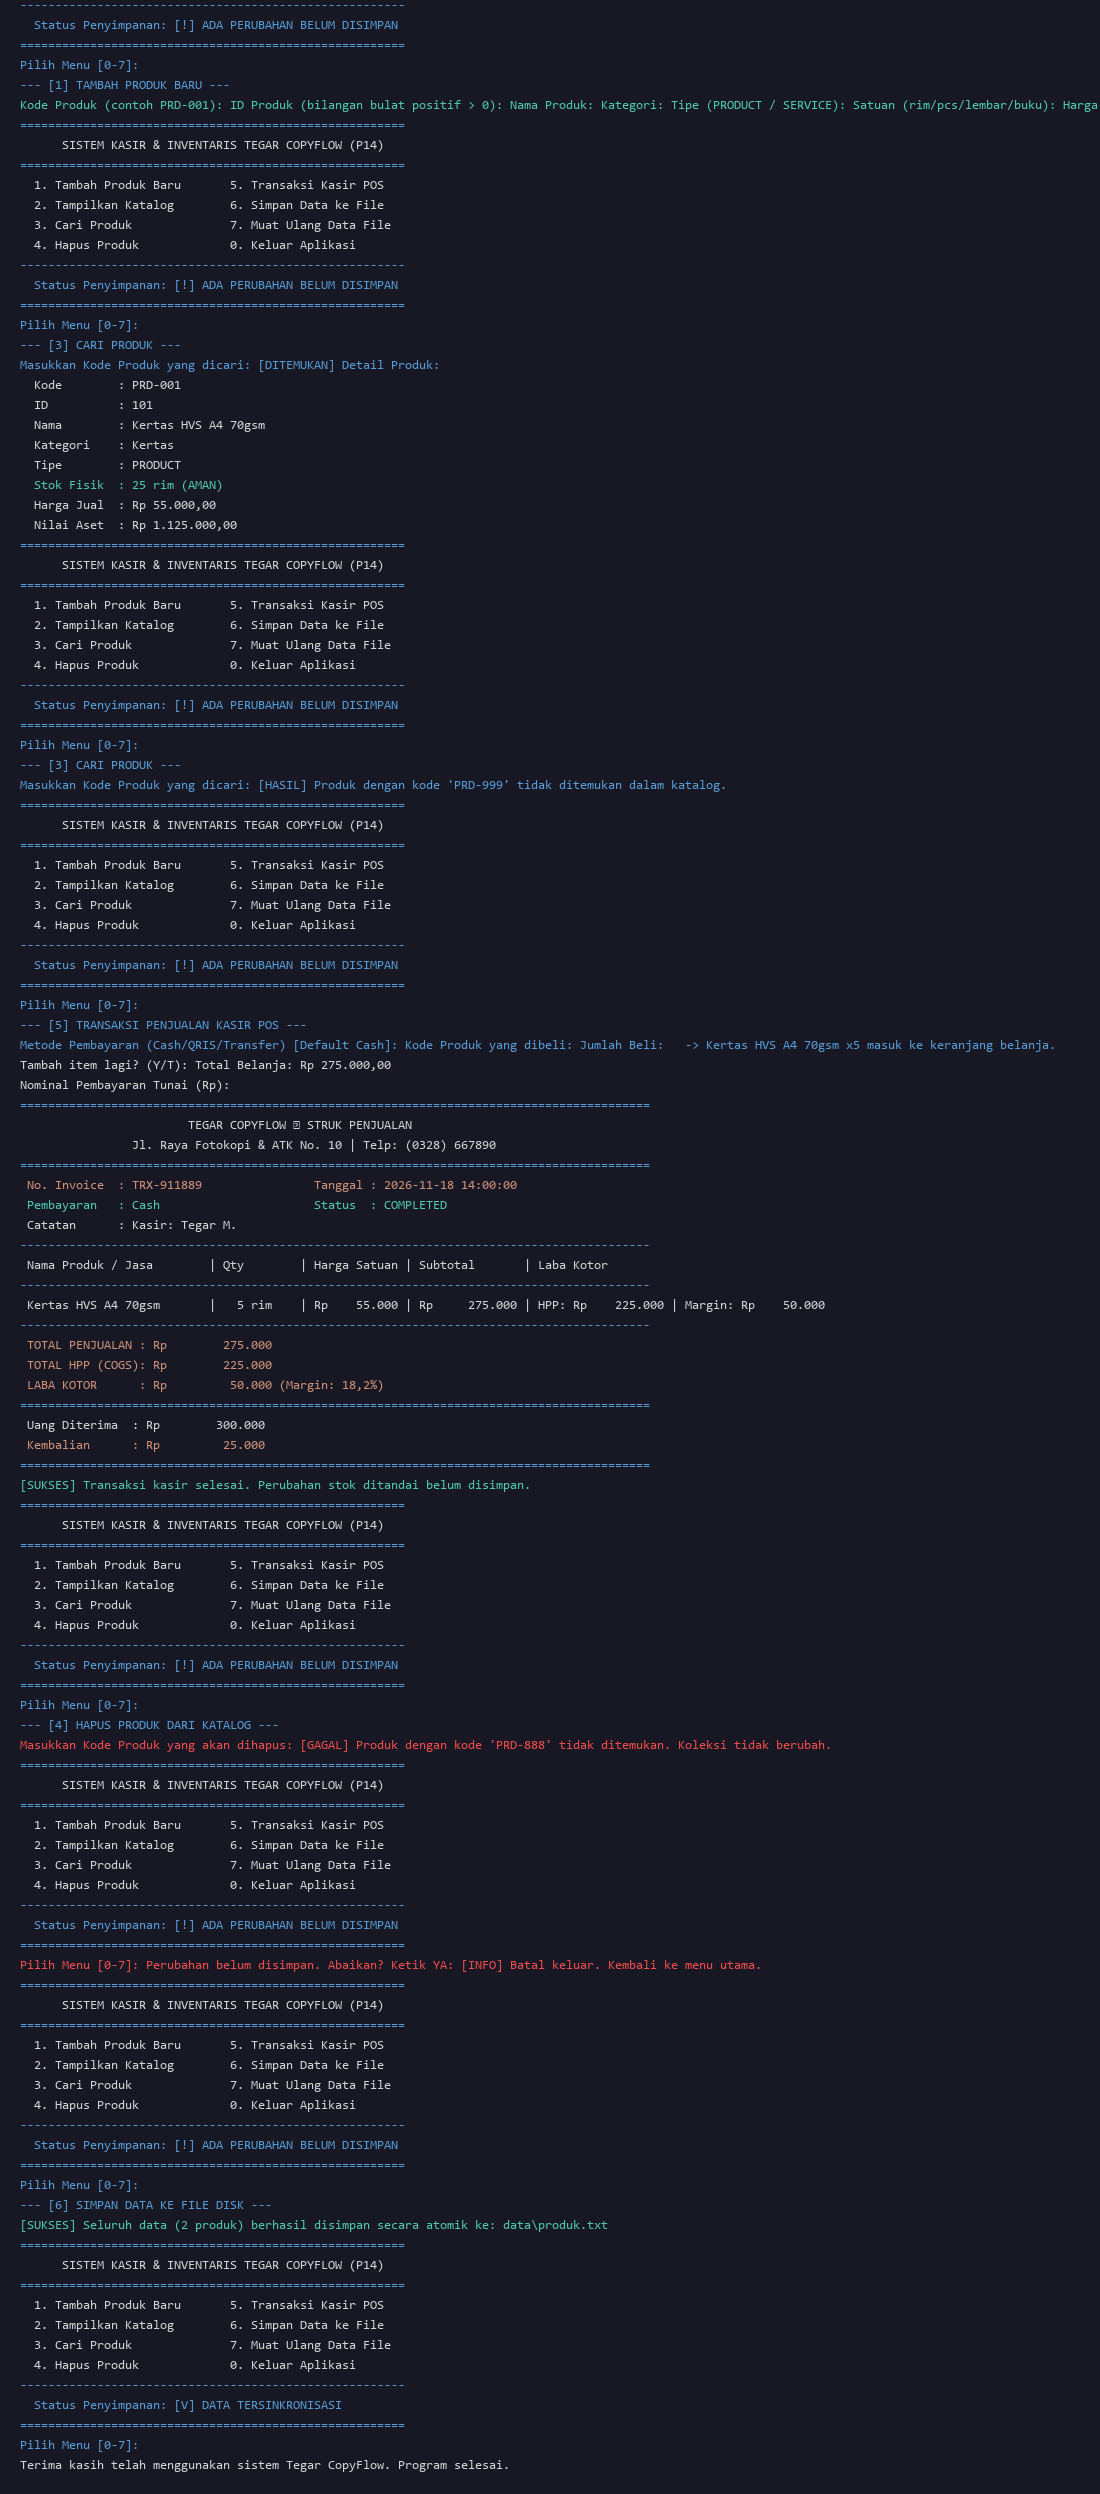 -------------------------------------------------------
  Status Penyimpanan: [!] ADA PERUBAHAN BELUM DISIMPAN
=======================================================
Pilih Menu [0-7]:
--- [1] TAMBAH PRODUK BARU ---
Kode Produk (contoh PRD-001): ID Produk (bilangan bulat positif > 0): Nama Produk: Kategori: Tipe (PRODUCT / SERVICE): Satuan (rim/pcs/lembar/buku): Harga
=======================================================
      SISTEM KASIR & INVENTARIS TEGAR COPYFLOW (P14)
=======================================================
  1. Tambah Produk Baru       5. Transaksi Kasir POS
  2. Tampilkan Katalog        6. Simpan Data ke File
  3. Cari Produk              7. Muat Ulang Data File
  4. Hapus Produk             0. Keluar Aplikasi
-------------------------------------------------------
  Status Penyimpanan: [!] ADA PERUBAHAN BELUM DISIMPAN
=======================================================
Pilih Menu [0-7]:
--- [3] CARI PRODUK ---
Masukkan Kode Produk yang dicari: [DITEMUKAN] Detail Produk:
  Kode        : PRD-001
  ID          : 101
  Nama        : Kertas HVS A4 70gsm
  Kategori    : Kertas
  Tipe        : PRODUCT
  Stok Fisik  : 25 rim (AMAN)
  Harga Jual  : Rp 55.000,00
  Nilai Aset  : Rp 1.125.000,00
=======================================================
      SISTEM KASIR & INVENTARIS TEGAR COPYFLOW (P14)
=======================================================
  1. Tambah Produk Baru       5. Transaksi Kasir POS
  2. Tampilkan Katalog        6. Simpan Data ke File
  3. Cari Produk              7. Muat Ulang Data File
  4. Hapus Produk             0. Keluar Aplikasi
-------------------------------------------------------
  Status Penyimpanan: [!] ADA PERUBAHAN BELUM DISIMPAN
=======================================================
Pilih Menu [0-7]:
--- [3] CARI PRODUK ---
Masukkan Kode Produk yang dicari: [HASIL] Produk dengan kode 'PRD-999' tidak ditemukan dalam katalog.
=======================================================
      SISTEM KASIR & INVENTARIS TEGAR COPYFLOW (P14)
=======================================================
  1. Tambah Produk Baru       5. Transaksi Kasir POS
  2. Tampilkan Katalog        6. Simpan Data ke File
  3. Cari Produk              7. Muat Ulang Data File
  4. Hapus Produk             0. Keluar Aplikasi
-------------------------------------------------------
  Status Penyimpanan: [!] ADA PERUBAHAN BELUM DISIMPAN
=======================================================
Pilih Menu [0-7]:
--- [5] TRANSAKSI PENJUALAN KASIR POS ---
Metode Pembayaran (Cash/QRIS/Transfer) [Default Cash]: Kode Produk yang dibeli: Jumlah Beli:   -> Kertas HVS A4 70gsm x5 masuk ke keranjang belanja.
Tambah item lagi? (Y/T): Total Belanja: Rp 275.000,00
Nominal Pembayaran Tunai (Rp):
==========================================================================================
                        TEGAR COPYFLOW STRUK PENJUALAN
                Jl. Raya Fotokopi & ATK No. 10 | Telp: (0328) 667890
==========================================================================================
 No. Invoice  : TRX-911889                Tanggal : 2026-11-18 14:00:00
 Pembayaran   : Cash                      Status  : COMPLETED
 Catatan      : Kasir: Tegar M.
------------------------------------------------------------------------------------------
 Nama Produk / Jasa        | Qty        | Harga Satuan | Subtotal       | Laba Kotor
------------------------------------------------------------------------------------------
 Kertas HVS A4 70gsm       |   5 rim    | Rp    55.000 | Rp     275.000 | HPP: Rp    225.000 | Margin: Rp    50.000
------------------------------------------------------------------------------------------
 TOTAL PENJUALAN : Rp        275.000
 TOTAL HPP (COGS): Rp        225.000
 LABA KOTOR      : Rp         50.000 (Margin: 18,2%)
==========================================================================================
 Uang Diterima  : Rp        300.000
 Kembalian      : Rp         25.000
==========================================================================================
[SUKSES] Transaksi kasir selesai. Perubahan stok ditandai belum disimpan.
=======================================================
      SISTEM KASIR & INVENTARIS TEGAR COPYFLOW (P14)
=======================================================
  1. Tambah Produk Baru       5. Transaksi Kasir POS
  2. Tampilkan Katalog        6. Simpan Data ke File
  3. Cari Produk              7. Muat Ulang Data File
  4. Hapus Produk             0. Keluar Aplikasi
-------------------------------------------------------
  Status Penyimpanan: [!] ADA PERUBAHAN BELUM DISIMPAN
=======================================================
Pilih Menu [0-7]:
--- [4] HAPUS PRODUK DARI KATALOG ---
Masukkan Kode Produk yang akan dihapus: [GAGAL] Produk dengan kode 'PRD-888' tidak ditemukan. Koleksi tidak berubah.
=======================================================
      SISTEM KASIR & INVENTARIS TEGAR COPYFLOW (P14)
=======================================================
  1. Tambah Produk Baru       5. Transaksi Kasir POS
  2. Tampilkan Katalog        6. Simpan Data ke File
  3. Cari Produk              7. Muat Ulang Data File
  4. Hapus Produk             0. Keluar Aplikasi
-------------------------------------------------------
  Status Penyimpanan: [!] ADA PERUBAHAN BELUM DISIMPAN
=======================================================
Pilih Menu [0-7]: Perubahan belum disimpan. Abaikan? Ketik YA: [INFO] Batal keluar. Kembali ke menu utama.
=======================================================
      SISTEM KASIR & INVENTARIS TEGAR COPYFLOW (P14)
=======================================================
  1. Tambah Produk Baru       5. Transaksi Kasir POS
  2. Tampilkan Katalog        6. Simpan Data ke File
  3. Cari Produk              7. Muat Ulang Data File
  4. Hapus Produk             0. Keluar Aplikasi
-------------------------------------------------------
  Status Penyimpanan: [!] ADA PERUBAHAN BELUM DISIMPAN
=======================================================
Pilih Menu [0-7]:
--- [6] SIMPAN DATA KE FILE DISK ---
[SUKSES] Seluruh data (2 produk) berhasil disimpan secara atomik ke: data\produk.txt
=======================================================
      SISTEM KASIR & INVENTARIS TEGAR COPYFLOW (P14)
=======================================================
  1. Tambah Produk Baru       5. Transaksi Kasir POS
  2. Tampilkan Katalog        6. Simpan Data ke File
  3. Cari Produk              7. Muat Ulang Data File
  4. Hapus Produk             0. Keluar Aplikasi
-------------------------------------------------------
  Status Penyimpanan: [V] DATA TERSINKRONISASI
=======================================================
Pilih Menu [0-7]:
Terima kasih telah menggunakan sistem Tegar CopyFlow. Program selesai.